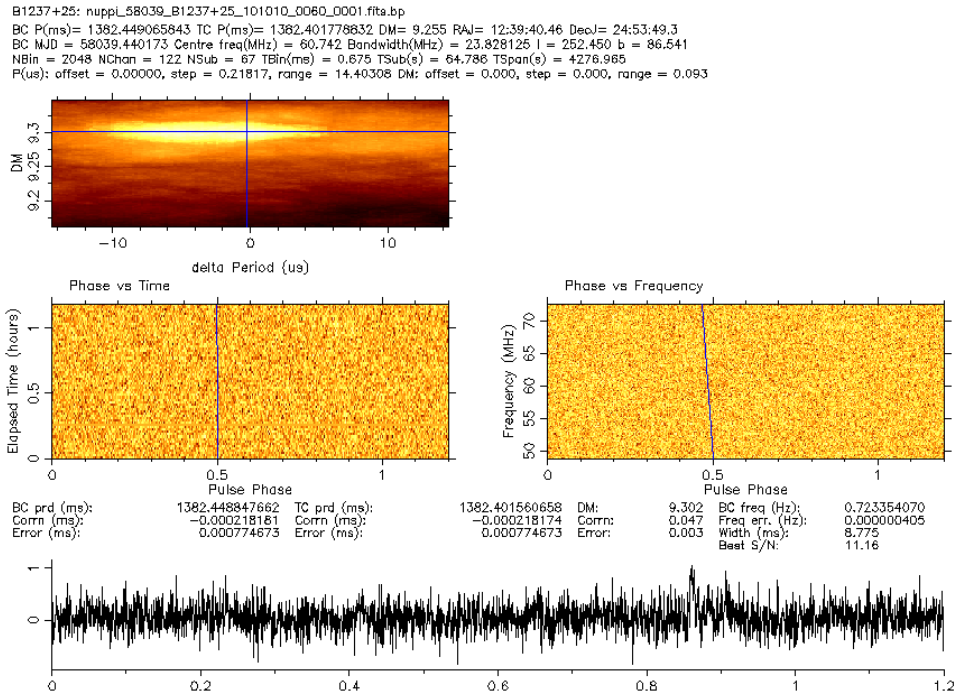 B1237+25: nuppi_58039_B1237+25_101010_0060_0001.fits.bp
BC P(ms)= 1382.449065843 TC P(ms)= 1382.401778832 DM= 9.255 RAJ= 12:39:40.46 DecJ= 24:53:49.3
BC MJD = 58039.440173 Centre freq(MHz) = 60.742 Bandwidth(MHz) = 23.828125 l = 252.450 b = 86.541
NBin = 2048 NChan = 122 NSub = 67 TBin(ms) = 0.675 TSub(s) = 64.786 TSpan(s) = 4276.965
P(us): offset = 0.00000, step = 0.21817, range = 14.40308 DM: offset = 0.000, step = 0.000, range = 0.093
DM
9.3
9.25
9.2
−10 0 10
delta Period (us)
Phase vs Time
Elapsed Time (hours)
1
0.5
0
0 0.5 1
Pulse Phase
Phase vs Frequency
Frequency (MHz)
70
65
60
55
50
0 0.5 1
Pulse Phase
BC prd (ms): 1382.448847662 TC prd (ms): 1382.401560658 DM: 9.302 BC freq (Hz): 0.723354070
Corrn (ms): −0.000218181 Corrn (ms): −0.000218174 Corrn: 0.047 Freq err. (Hz): 0.000000405
Error (ms): 0.000774673 Error (ms): 0.000774673 Error: 0.003 Width (ms): 8.775
Best S/N: 11.16
1
0
0 0.2 0.4 0.6 0.8 1 1.2